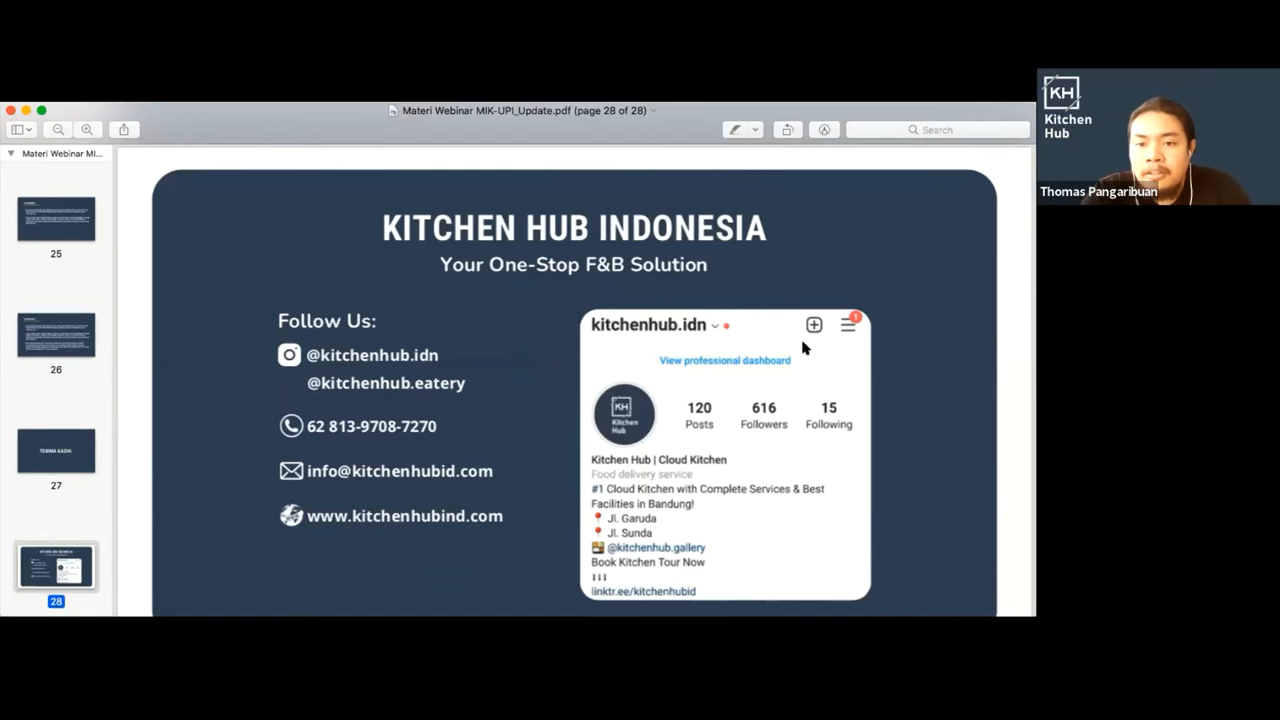 Materi Webinar MIK-UPI_Update.pdf (page 28 of 28)
Search
Materi Webinar MI...
25
26
TERIMA KASIH.
27
28
KITCHEN HUB INDONESIA
Your One-Stop F&B Solution
Follow Us:
@kitchenhub.idn
@kitchenhub.eatery
62 813-9708-7270
info@kitchenhubid.com
www.kitchenhubind.com
kitchenhub.idn
1
View professional dashboard
KH
Kitchen
Hub
120
616
15
Posts
Followers
Following
Kitchen Hub | Cloud Kitchen
Food delivery service
#1 Cloud Kitchen with Complete Services & Best
Facilities in Bandung!
Jl. Garuda
Jl. Sunda
@kitchenhub.gallery
Book Kitchen Tour Now
↓↓↓
linktr.ee/kitchenhubid
KH
Kitchen
Hub
Thomas Pangaribuan